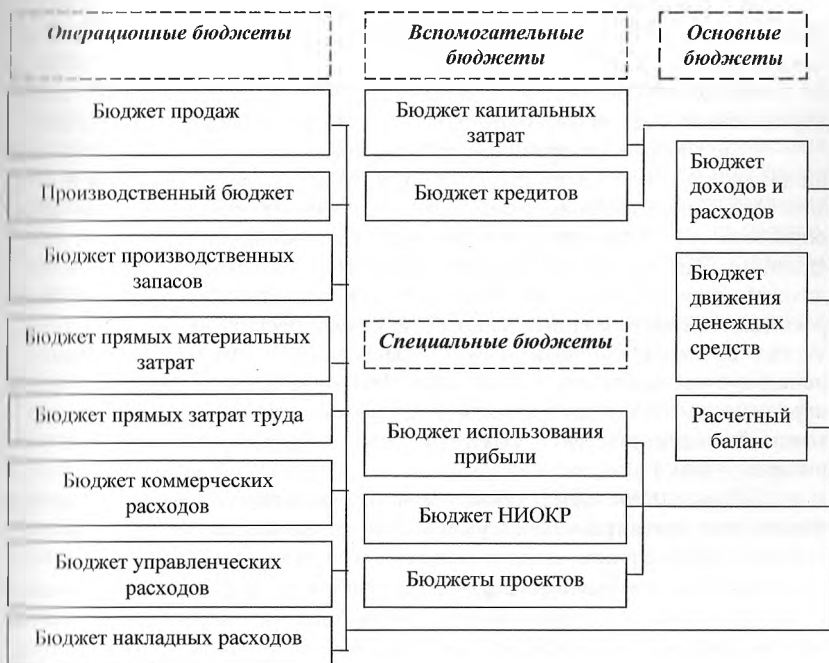 Операционные бюджеты
Бюджет продаж
Производственный бюджет
Бюджет производственных
запасов
Бюджет прямых материальных
затрат
Бюджет прямых затрат труда
Бюджет коммерческих
расходов
Бюджет управленческих
расходов
Бюджет накладных расходов
Вспомогательные
бюджеты
Бюджет капитальных
затрат
Бюджет кредитов
Специальные бюджеты
Бюджет использования
прибыли
Бюджет НИОКР
Бюджеты проектов
Основные
бюджеты
Бюджет
доходов и
расходов
Бюджет
движения
денежных
средств
Расчетный
баланс